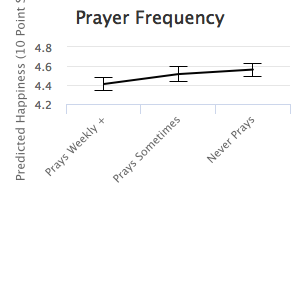 Prayer Frequency
Predicted Happiness (10 Point
4.8
4.6
4.4
4.2
Prays Weekly +
Prays Sometimes
Never Prays